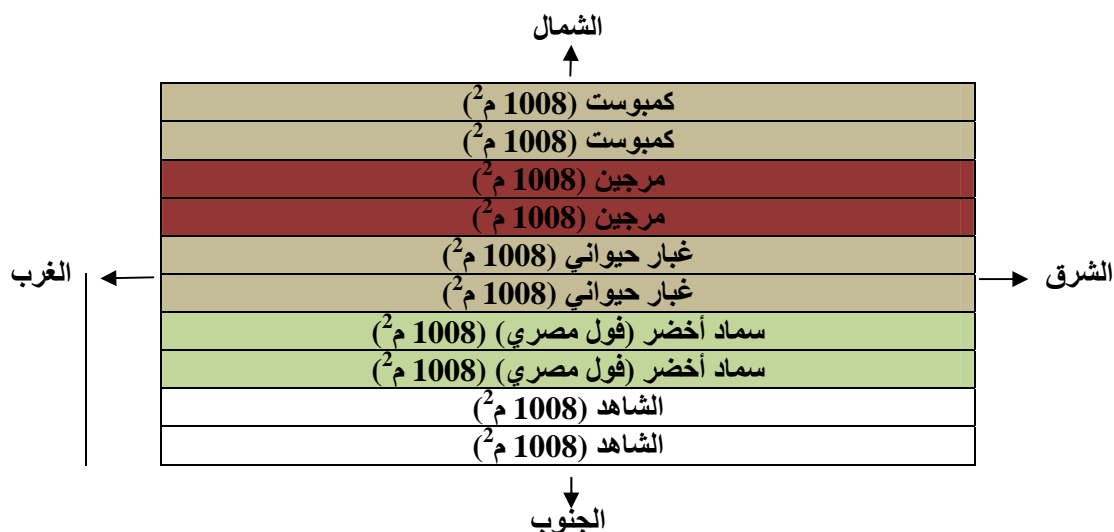 الشمال
كمبوست (1008 م²)
كمبوست (1008 م²)
مرجين (1008 م²)
مرجين (1008 م²)
غبار حيواني (1008 م²)
الغرب
الشرق
غبار حيواني (1008 م²)
سماد أخضر (فول مصري) (1008 م²)
سماد أخضر (فول مصري) (1008 م²)
الشاهد (1008 م²)
الشاهد (1008 م²)
الجنوب